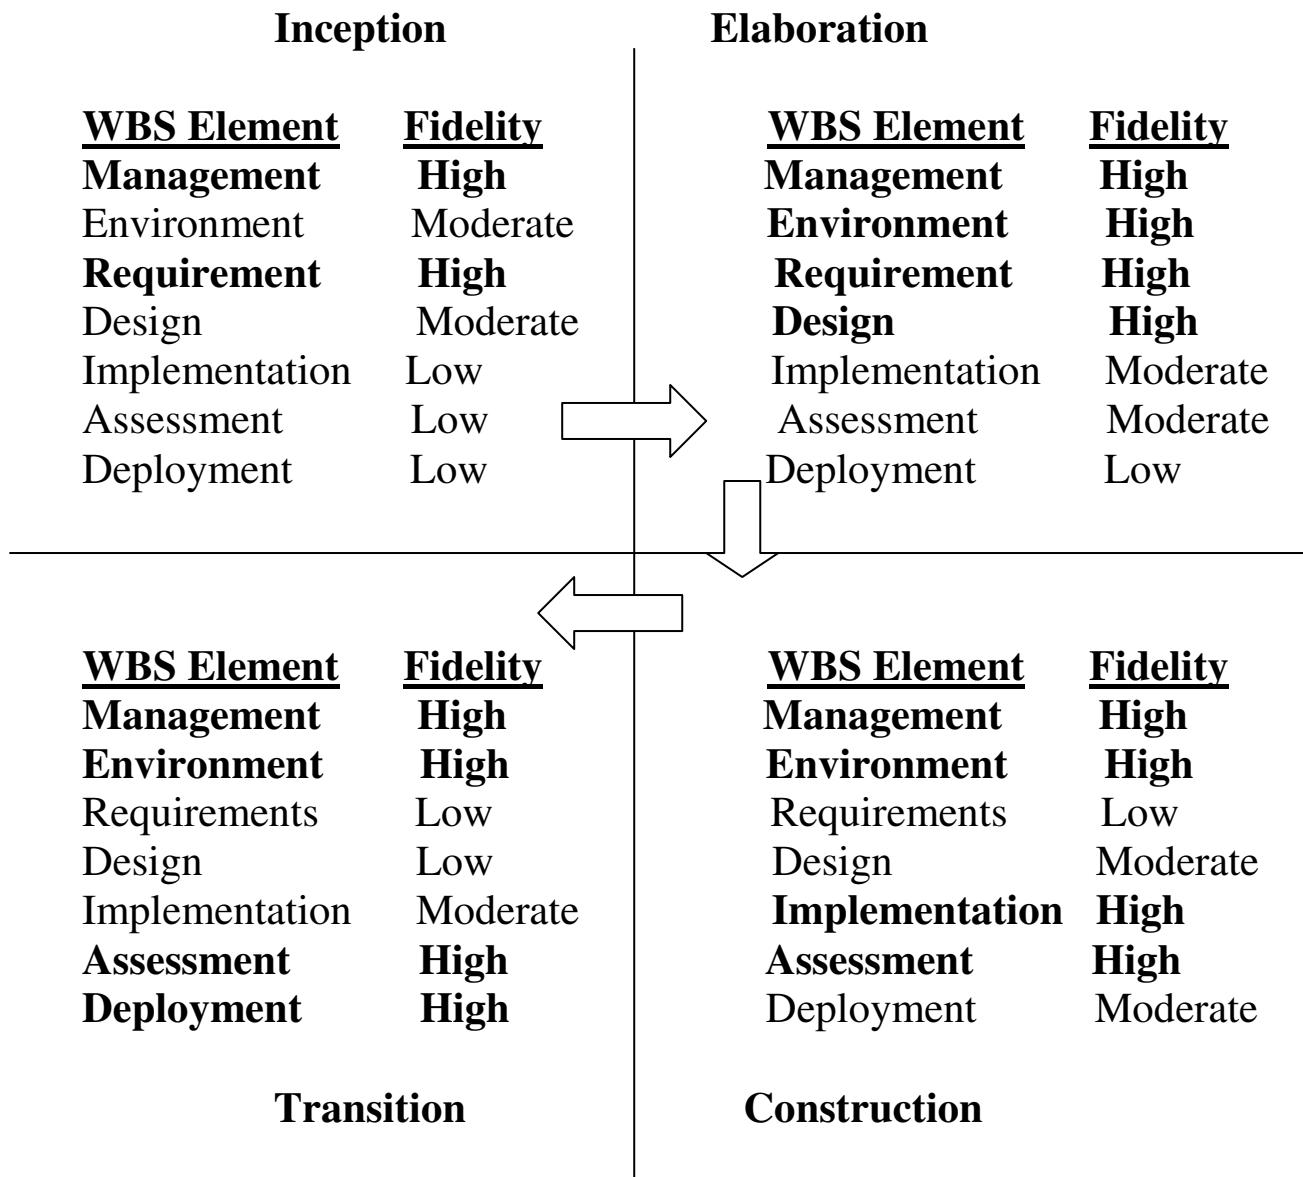 Inception Elaboration
WBS Element Fidelity WBS Element Fidelity
Management High Management High
Environment Moderate Environment High
Requirement High Requirement High
Design Moderate Design High
Implementation Low Implementation Moderate
Assessment Low Assessment Moderate
Deployment Low Deployment Low
WBS Element Fidelity WBS Element Fidelity
Management High Management High
Environment High Environment High
Requirements Low Requirements Low
Design Low Design Moderate
Implementation Moderate Implementation High
Assessment High Assessment High
Deployment High Deployment Moderate
Transition Construction